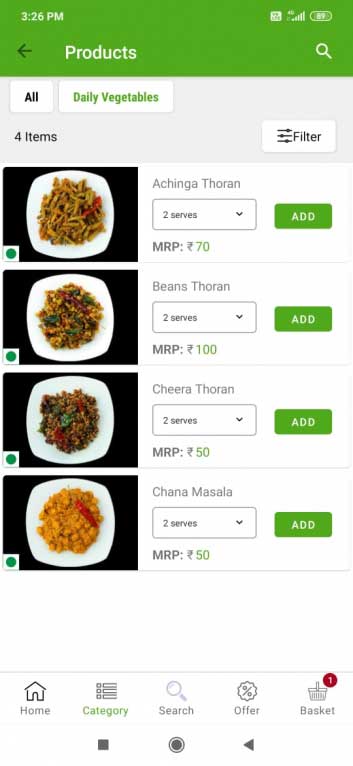 3:26 PM 4G 89
Products
All Daily Vegetables
4 Items Filter
Achinga Thoran
2 serves ADD
MRP: ₹ 70
Beans Thoran
2 serves ADD
MRP: ₹ 100
Cheera Thoran
2 serves ADD
MRP: ₹ 50
Chana Masala
2 serves ADD
MRP: ₹ 50
1
Home Category Search Offer Basket